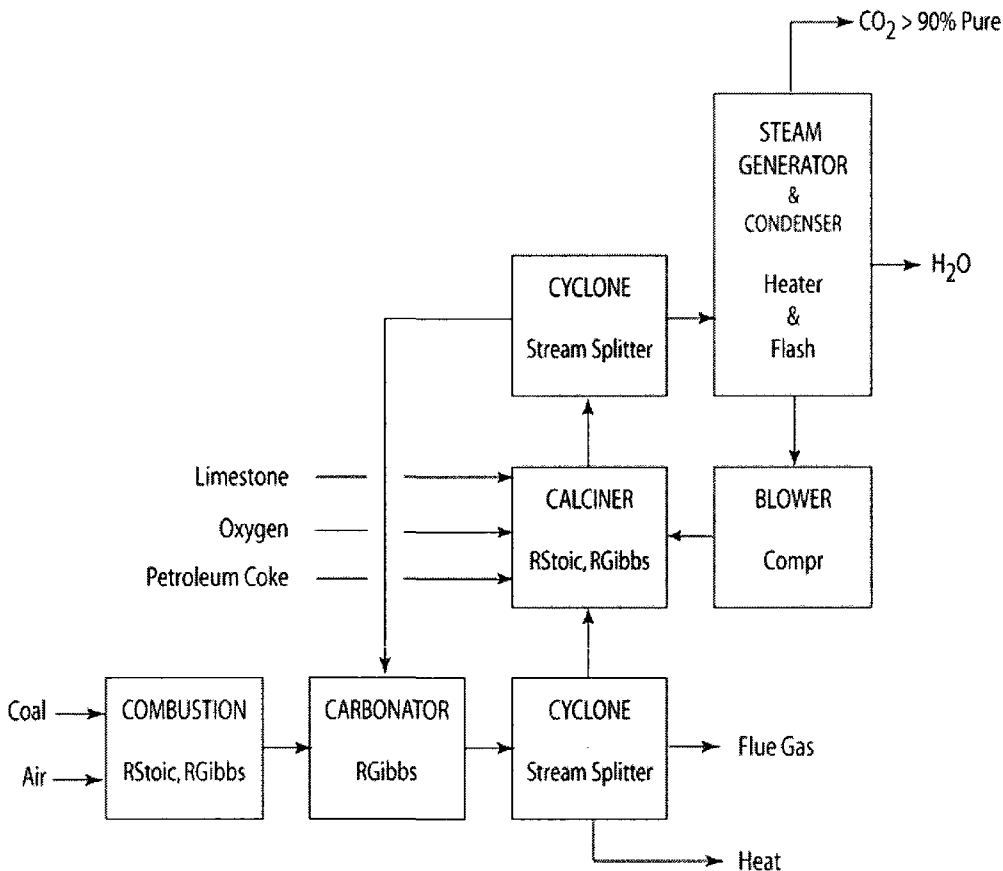 CO2 > 90% Pure
STEAM
GENERATOR
&
CONDENSER
Heater
&
Flash
H2O
CYCLONE
Stream Splitter
Limestone
Oxygen
Petroleum Coke
CALCINER
RStoic, RGibbs
BLOWER
Compr
Coal
Air
COMBUSTION
RStoic, RGibbs
CARBONATOR
RGibbs
CYCLONE
Stream Splitter
Flue Gas
Heat